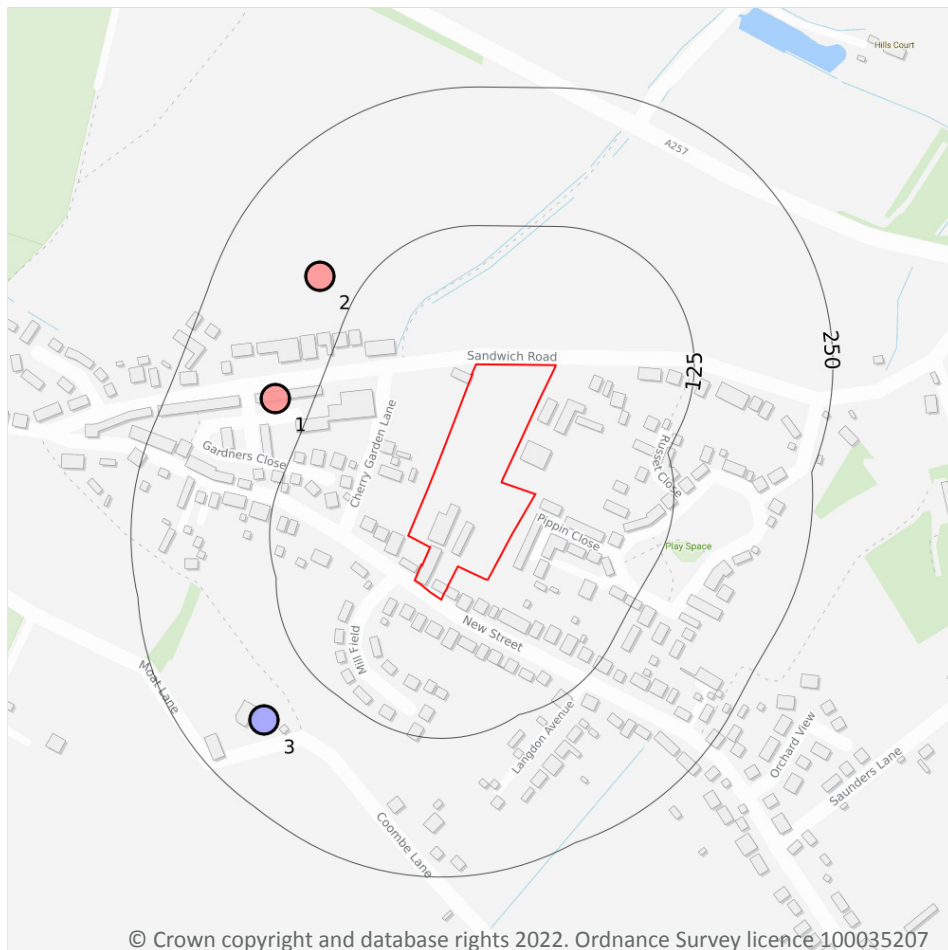 Hills Court
A257
2
Sandwich Road
125
250
1
Gardners Close
Cherry Garden Lane
Russet Close
Pippin Close
Play Space
New Street
Mill Field
Moat Lane
3
Langdon Avenue
Orchard View
Saunders Lane
Coombe Lane
© Crown copyright and database rights 2022. Ordnance Survey licence 100035207